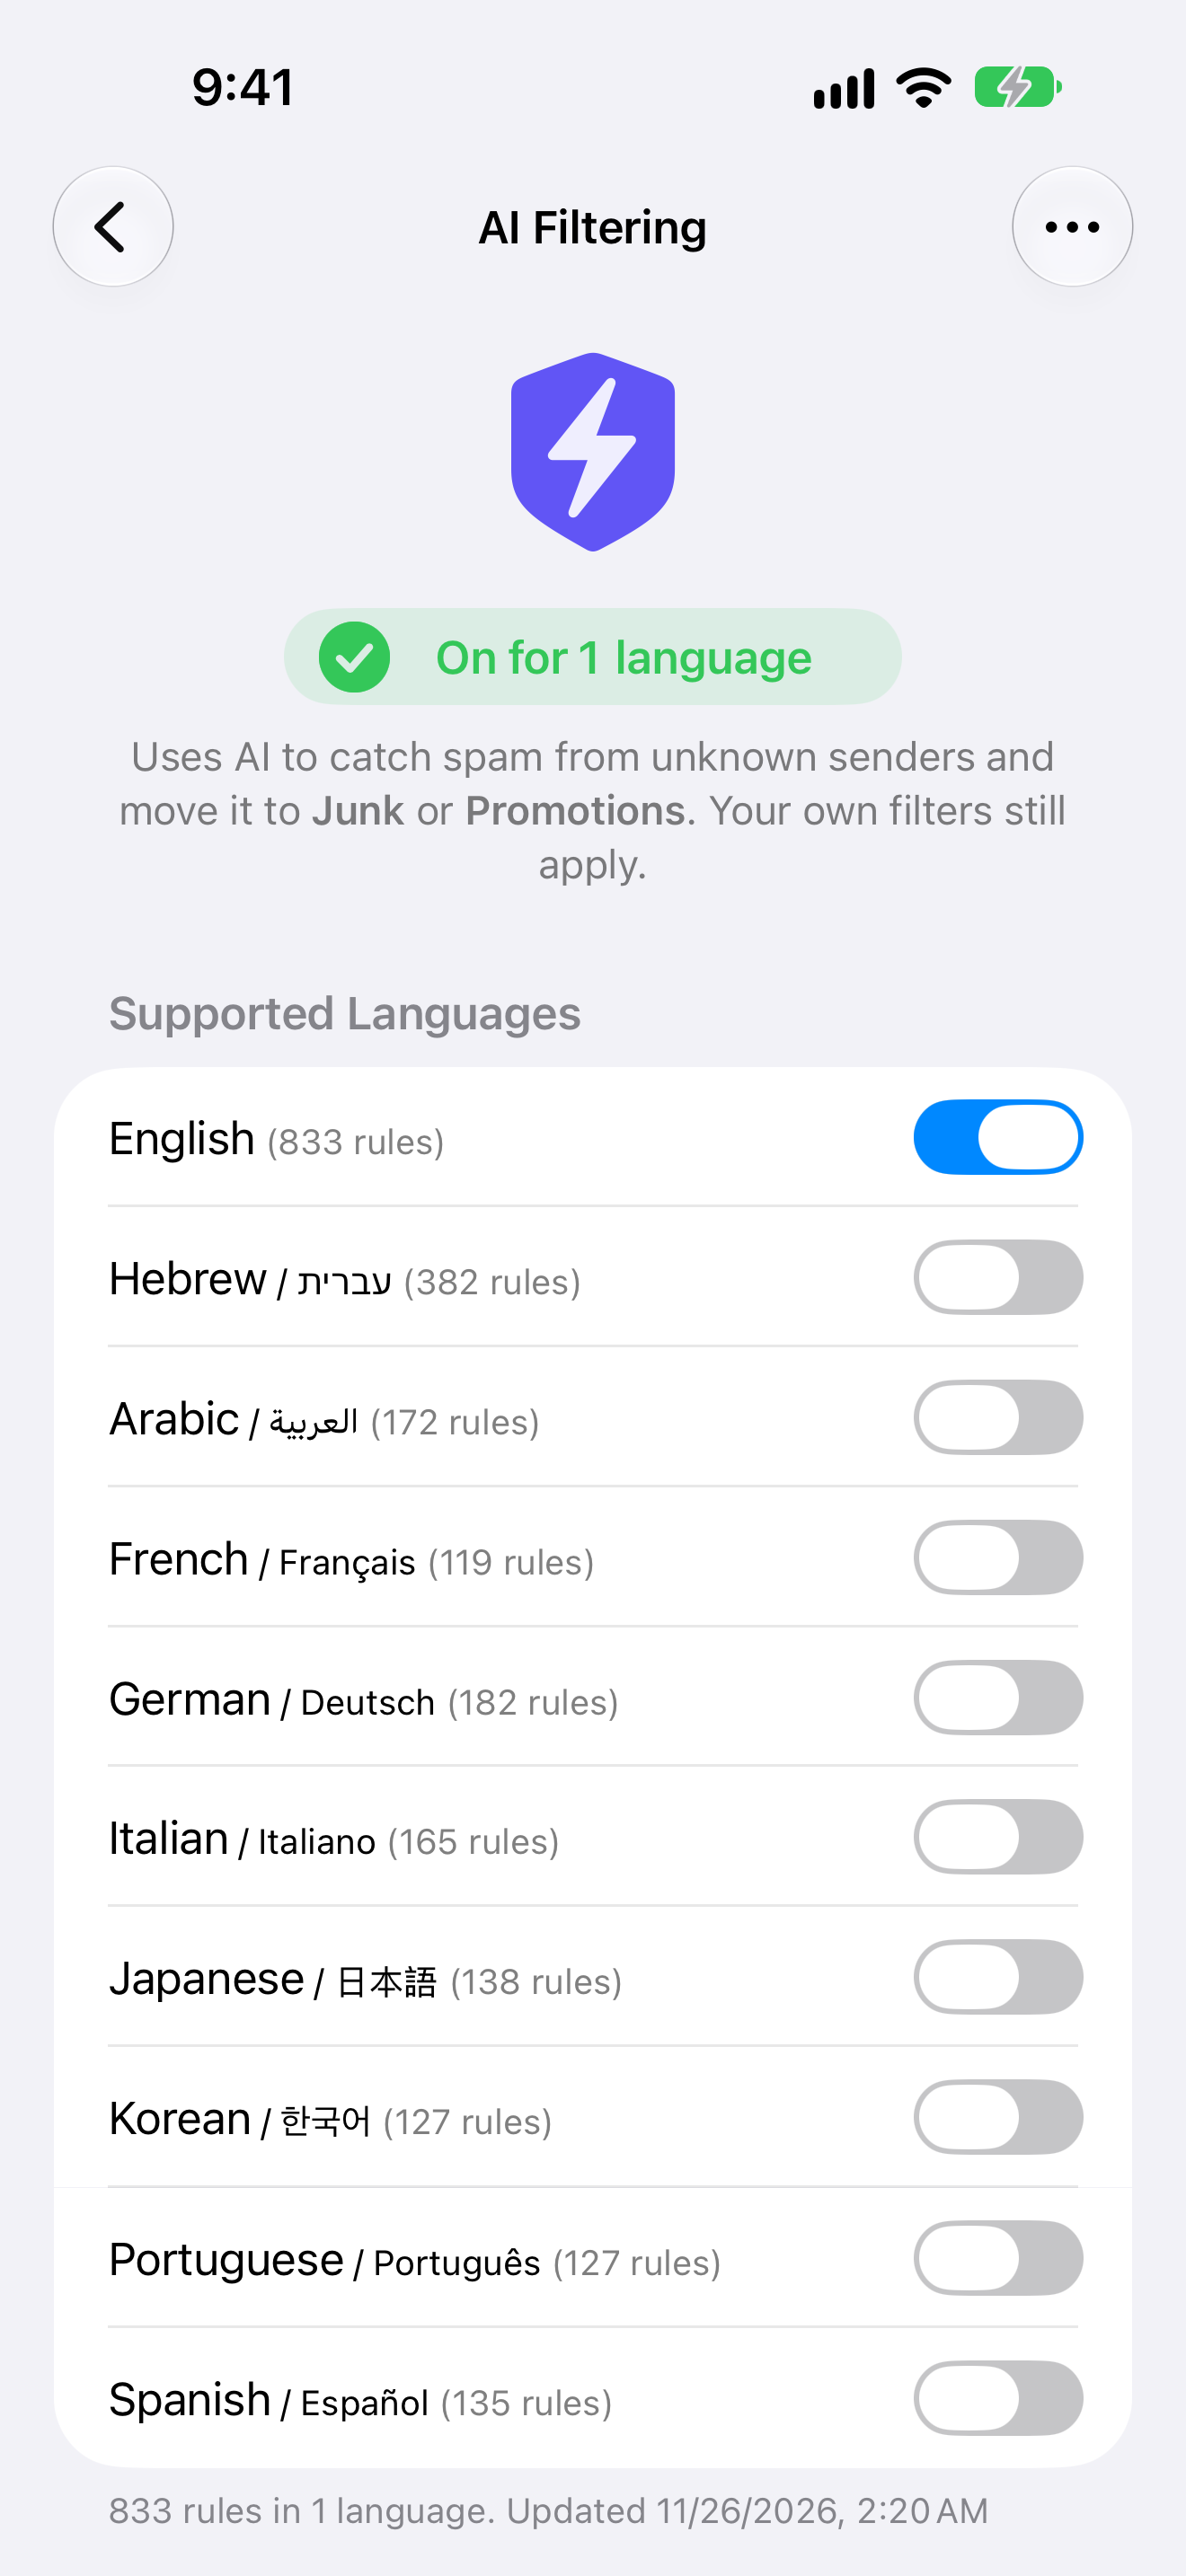 9:41
AI Filtering
On for 1 language
Uses AI to catch spam from unknown senders and
move it to Junk or Promotions. Your own filters still
apply.
Supported Languages
English (833 rules)
Hebrew / עברית (382 rules)
Arabic / العربية (172 rules)
French / Français (119 rules)
German / Deutsch (182 rules)
Italian / Italiano (165 rules)
Japanese / 日本語 (138 rules)
Korean / 한국어 (127 rules)
Portuguese / Português (127 rules)
Spanish / Español (135 rules)
833 rules in 1 language. Updated 11/26/2026, 2:20 AM